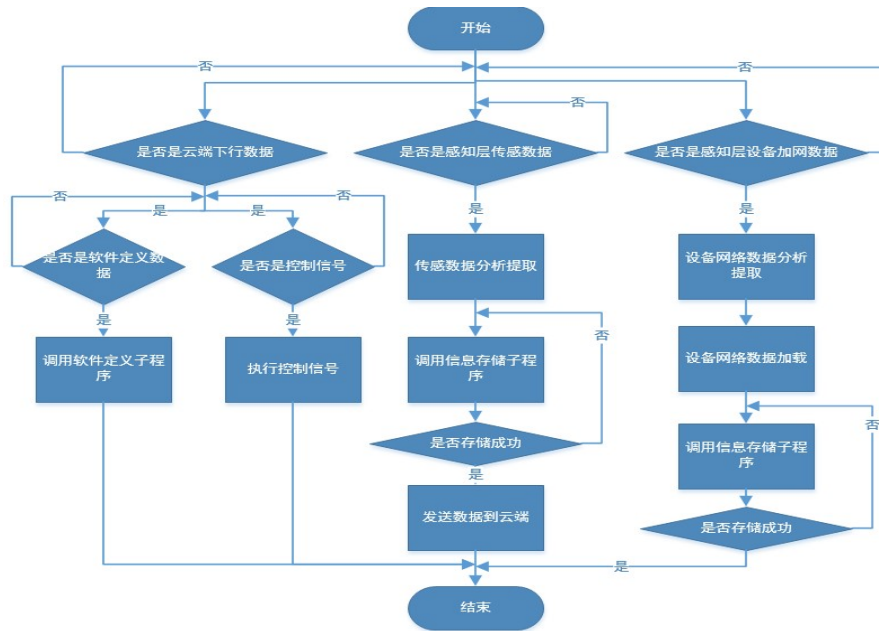 开始
否
否
否
是否是云端下行数据
是否是感知层传感数据
是否是感知层设备加网数据
否
否
是
是
是
是
是否是软件定义数
据
是否是控制信号
传感数据分析提取
设备网络数据分析
提取
是
是
否
调用软件定义子程
序
执行控制信号
调用信息存储子程
序
设备网络数据加载
否
是否存储成功
调用信息存储子程
序
是
发送数据到云端
是否存储成功
是
结束